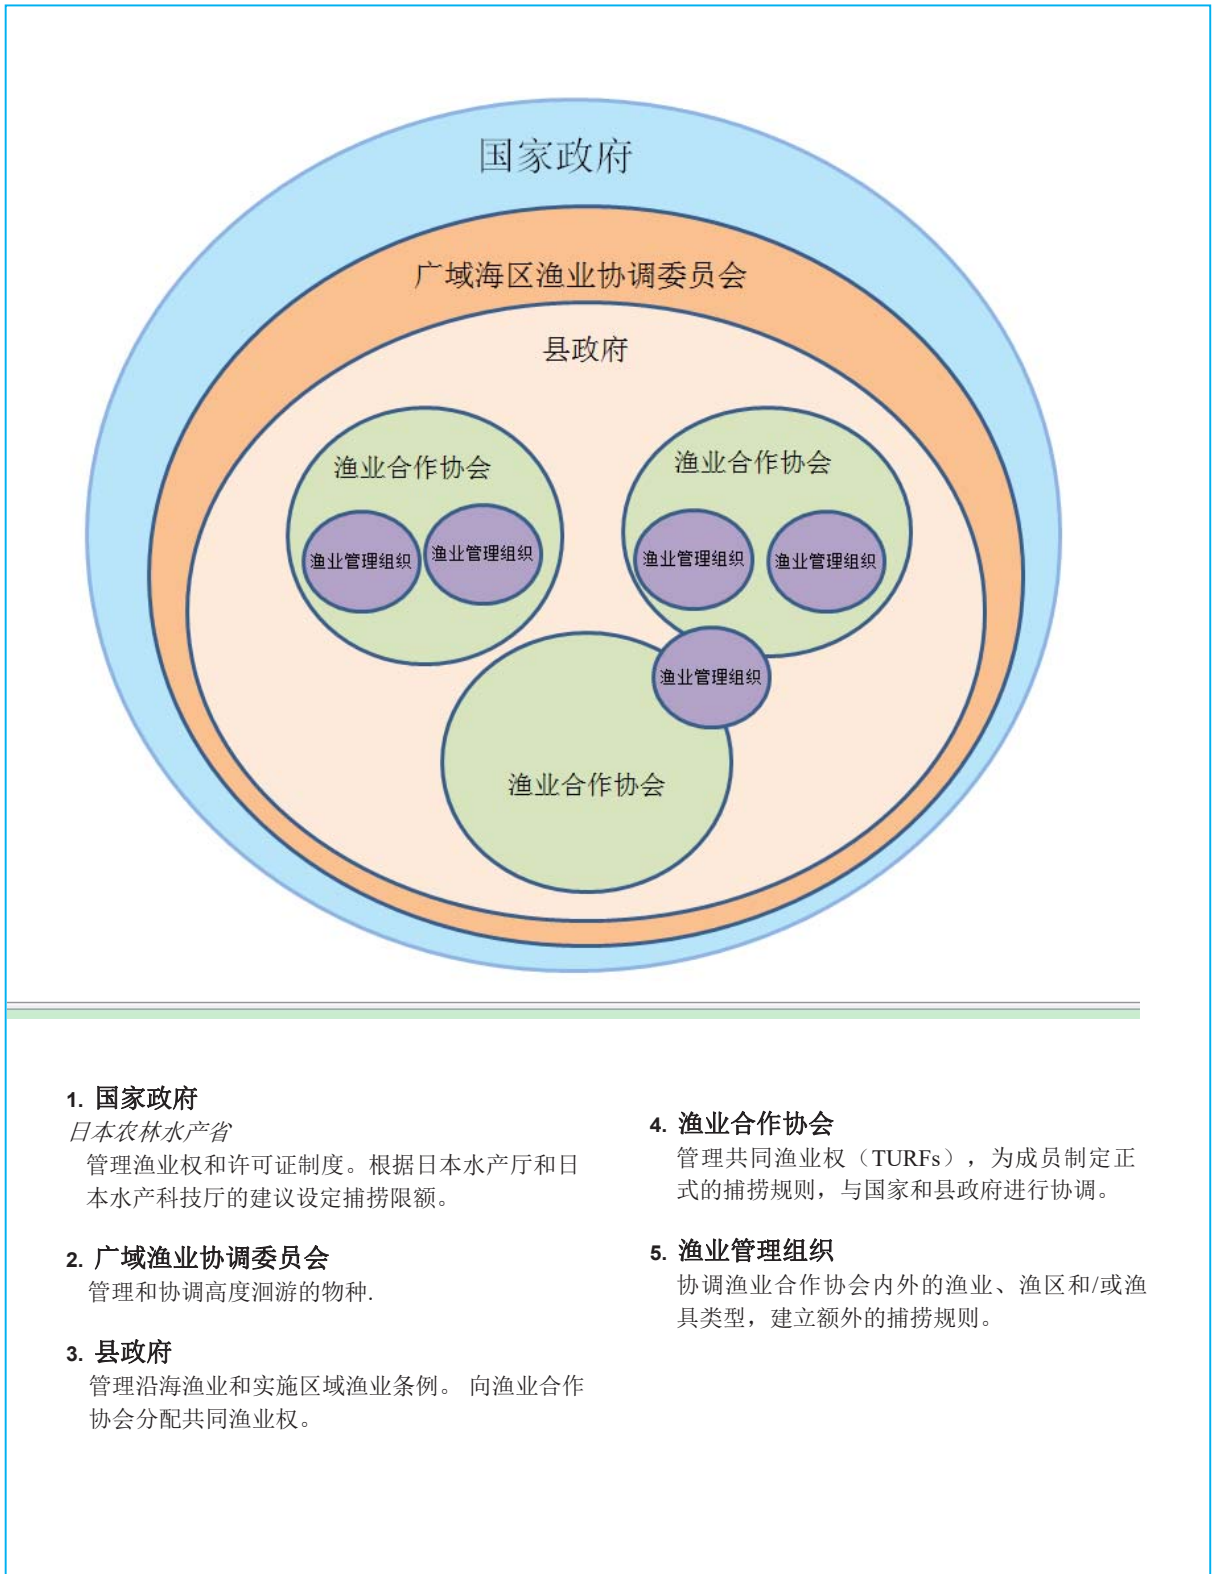 国家政府
广域海区渔业协调委员会
县政府
渔业合作协会
渔业合作协会
渔业管理组织
渔业管理组织
渔业管理组织
渔业管理组织
渔业管理组织
渔业合作协会
1. 国家政府
日本农林水产省
管理渔业权和许可证制度。根据日本水产厅和日
本水产科技厅的建议设定捕捞限额。
2. 广域渔业协调委员会
管理和协调高度洄游的物种.
3. 县政府
管理沿海渔业和实施区域渔业条例。 向渔业合作
协会分配共同渔业权。
4. 渔业合作协会
管理共同渔业权（TURFs），为成员制定正
式的捕捞规则，与国家和县政府进行协调。
5. 渔业管理组织
协调渔业合作协会内外的渔业、渔区和/或渔
具类型，建立额外的捕捞规则。